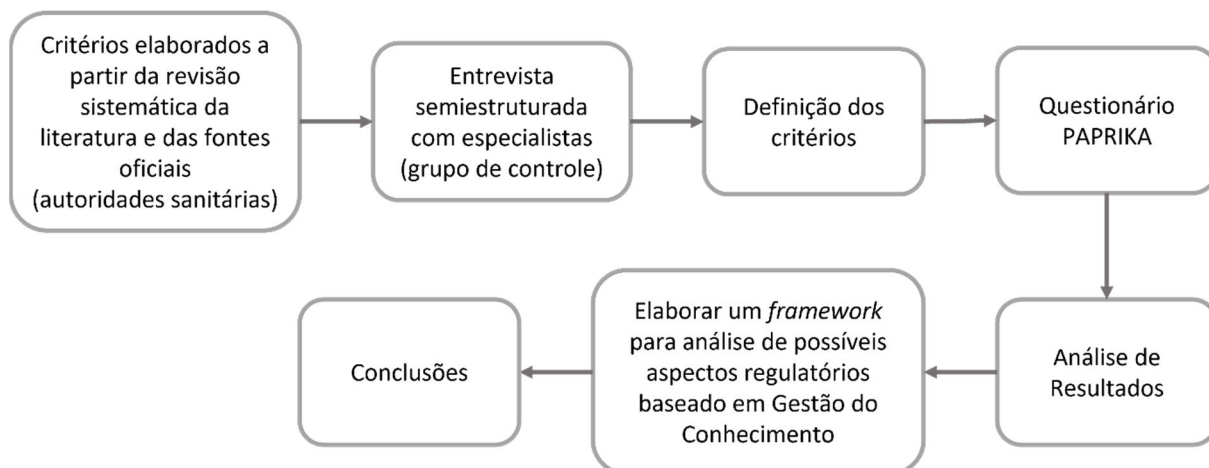 Critérios elaborados a
partir da revisão
sistemática da
literatura e das fontes
oficiais
(autoridades sanitárias)
Entrevista
semiestruturada
com especialistas
(grupo de controle)
Definição dos
critérios
Questionário
PAPRIKA
Análise de
Resultados
Elaborar um framework
para análise de possíveis
aspectos regulatórios
baseado em Gestão do
Conhecimento
Conclusões